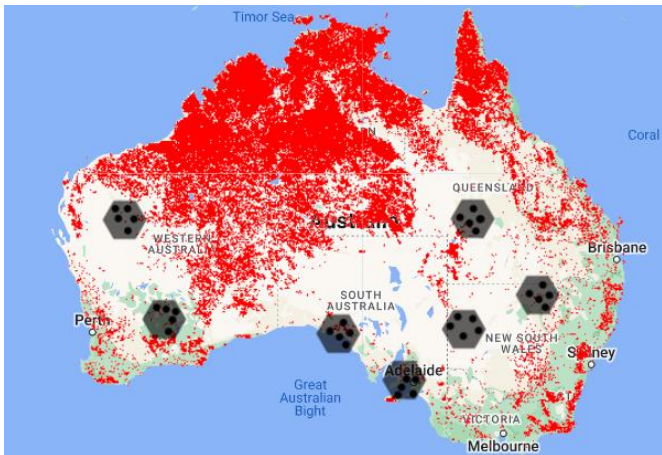 Timor Sea
Coral
QUEENSLAND
Australia
WESTERN
AUSTRALIA
Brisbane
SOUTH
AUSTRALIA
Perth
NEW SOUTH
WALES
Sydney
Adelaide
Great
Australian
Bight
VICTORIA
Melbourne